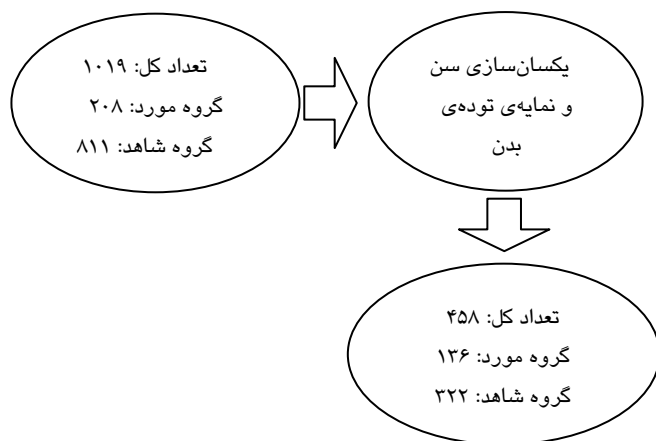 تعداد کل: ۱۰۱۹
گروه مورد: ۲۰۸
گروه شاهد: ۸۱۱
یکسان‌سازی سن
و نمایه‌ی توده‌ی
بدن
تعداد کل: ۴۵۸
گروه مورد: ۱۳۶
گروه شاهد: ۳۲۲